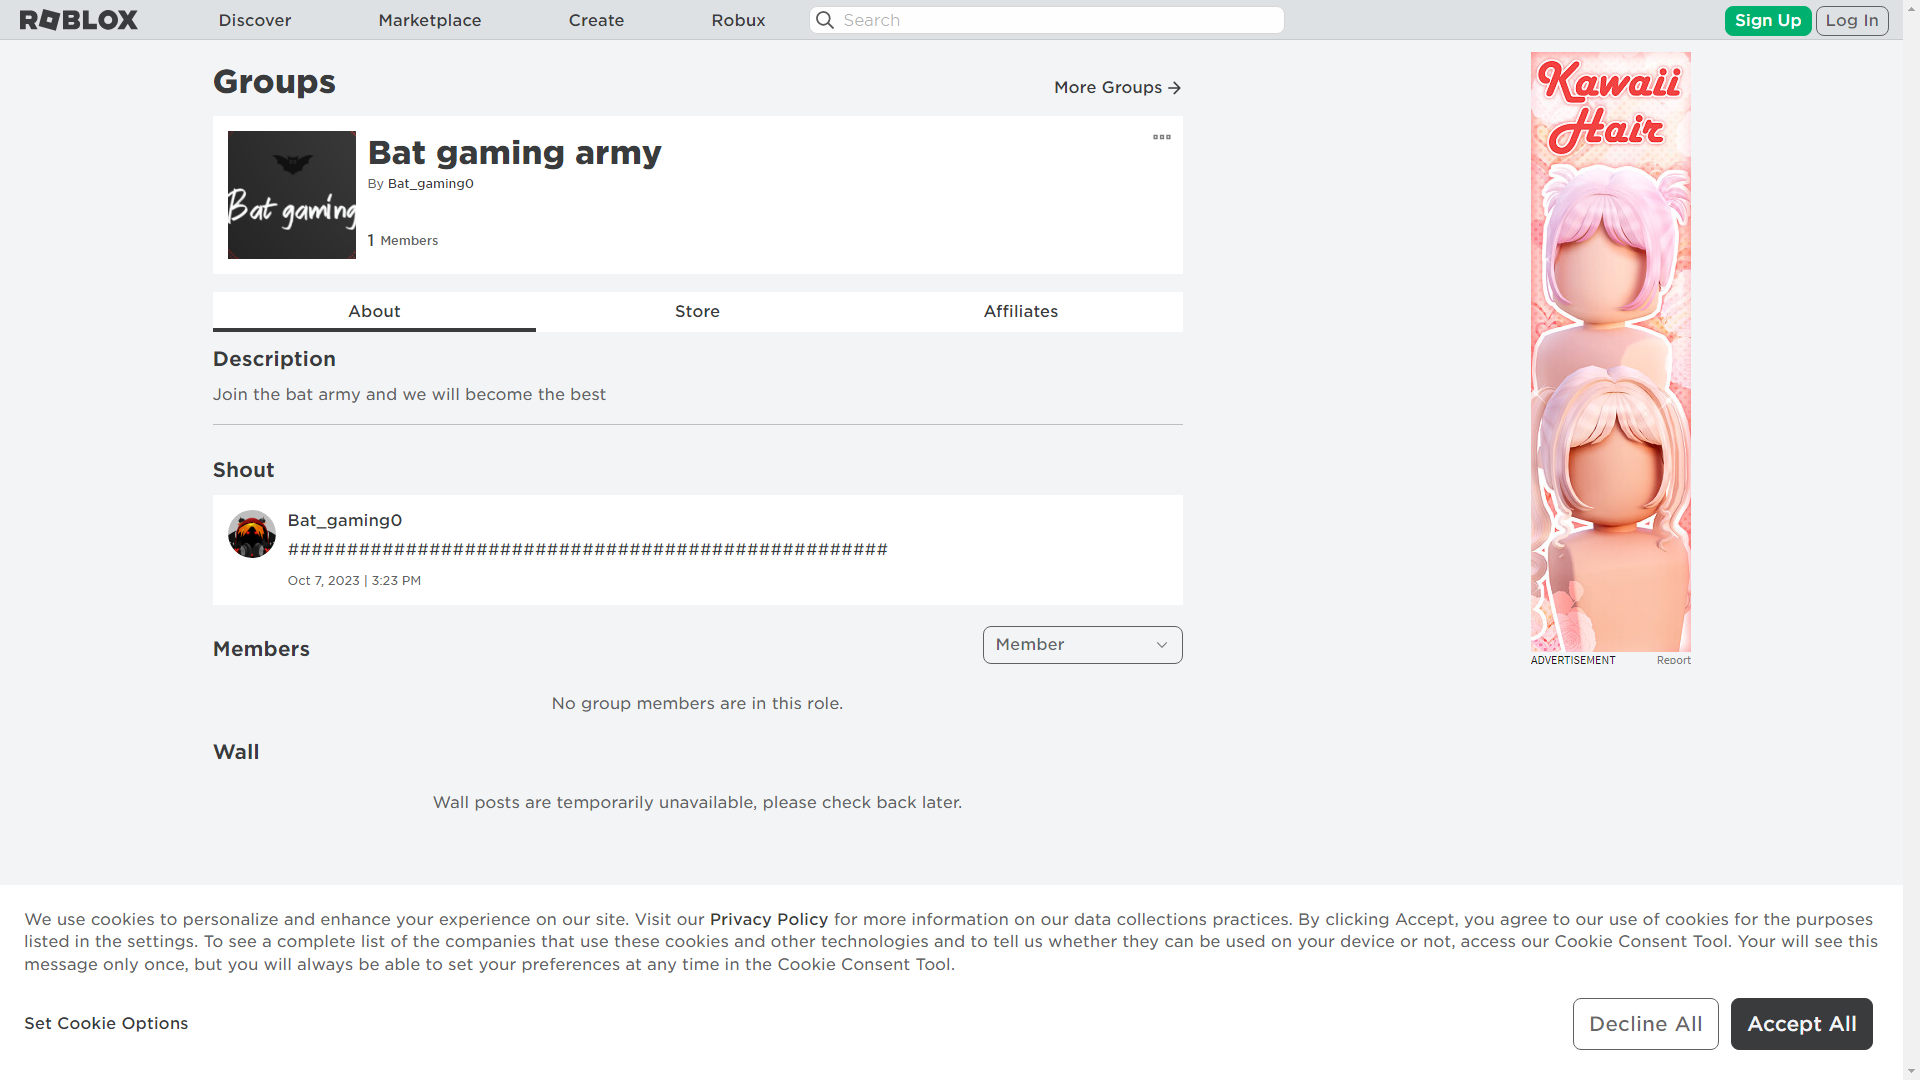 ROBLOX
Discover
Marketplace
Create
Robux
Search
Sign Up
Log In
Groups
More Groups
Bat gaming
Bat gaming army
By Bat_gaming0
1 Members
About
Store
Affiliates
Description
Join the bat army and we will become the best
Shout
Bat_gaming0
###################################################
Oct 7, 2023 | 3:23 PM
Members
Member
No group members are in this role.
Wall
Wall posts are temporarily unavailable, please check back later.
Kawaii
Hair
ADVERTISEMENT
Report
We use cookies to personalize and enhance your experience on our site. Visit our Privacy Policy for more information on our data collections practices. By clicking Accept, you agree to our use of cookies for the purposes
listed in the settings. To see a complete list of the companies that use these cookies and other technologies and to tell us whether they can be used on your device or not, access our Cookie Consent Tool. Your will see this
message only once, but you will always be able to set your preferences at any time in the Cookie Consent Tool.
Set Cookie Options
Decline All
Accept All